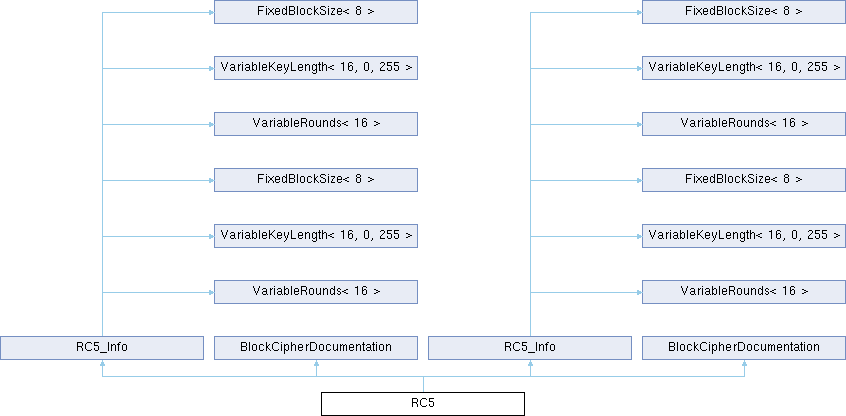 FixedBlockSize< 8 > FixedBlockSize< 8 >
VariableKeyLength< 16, 0, 255 > VariableKeyLength< 16, 0, 255 >
VariableRounds< 16 > VariableRounds< 16 >
FixedBlockSize< 8 > FixedBlockSize< 8 >
VariableKeyLength< 16, 0, 255 > VariableKeyLength< 16, 0, 255 >
VariableRounds< 16 > VariableRounds< 16 >
RC5_Info BlockCipherDocumentation RC5_Info BlockCipherDocumentation
RC5